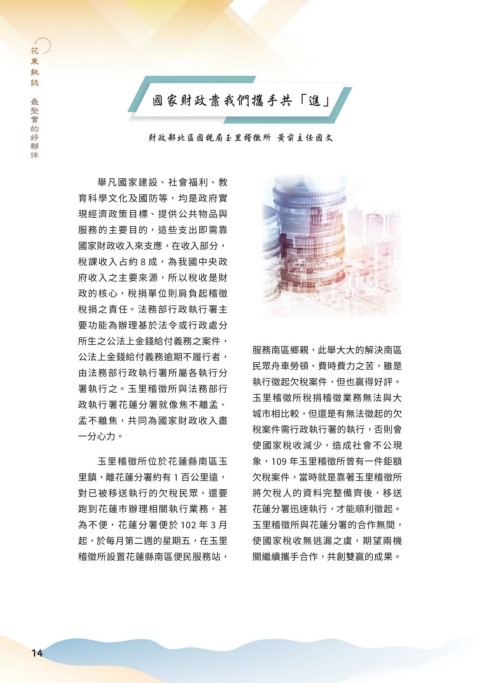 花東執誌　最堅實的好夥伴
國家財政靠我們攜手共「進」
財政部北區國稅局玉里稽徵所 黃前主任國文
舉凡國家建設、社會福利、教
育科學文化及國防等，均是政府實
現經濟政策目標、提供公共物品與
服務的主要目的，這些支出即需靠
國家財政收入來支應，在收入部分，
稅課收入占約 8 成，為我國中央政
府收入之主要來源，所以稅收是財
政的核心，稅捐單位則肩負起稽徵
稅捐之責任。法務部行政執行署主
要功能為辦理基於法令或行政處分
所生之公法上金錢給付義務之案件，
公法上金錢給付義務逾期不履行者，
由法務部行政執行署所屬各執行分
署執行之。玉里稽徵所與法務部行
政執行署花蓮分署就像焦不離孟、
孟不離焦，共同為國家財政收入盡
一分心力。
玉里稽徵所位於花蓮縣南區玉
里鎮，離花蓮分署約有 1 百公里遠，
對已被移送執行的欠稅民眾，還要
跑到花蓮市辦理相關執行業務，甚
為不便，花蓮分署便於 102 年 3 月
起，於每月第二週的星期五，在玉里
稽徵所設置花蓮縣南區便民服務站，
服務南區鄉親，此舉大大的解決南區
民眾舟車勞頓、費時費力之苦，雖是
執行徵起欠稅案件，但也贏得好評。
玉里稽徵所稅捐稽徵業務無法與大
城市相比較，但還是有無法徵起的欠
稅案件需行政執行署的執行，否則會
使國家稅收減少，造成社會不公現
象，109 年玉里稽徵所曾有一件鉅額
欠稅案件，當時就是靠著玉里稽徵所
將欠稅人的資料完整備齊後，移送
花蓮分署迅速執行，才能順利徵起。
玉里稽徵所與花蓮分署的合作無間，
使國家稅收無逃漏之虞，期望兩機
關繼續攜手合作，共創雙贏的成果。
14